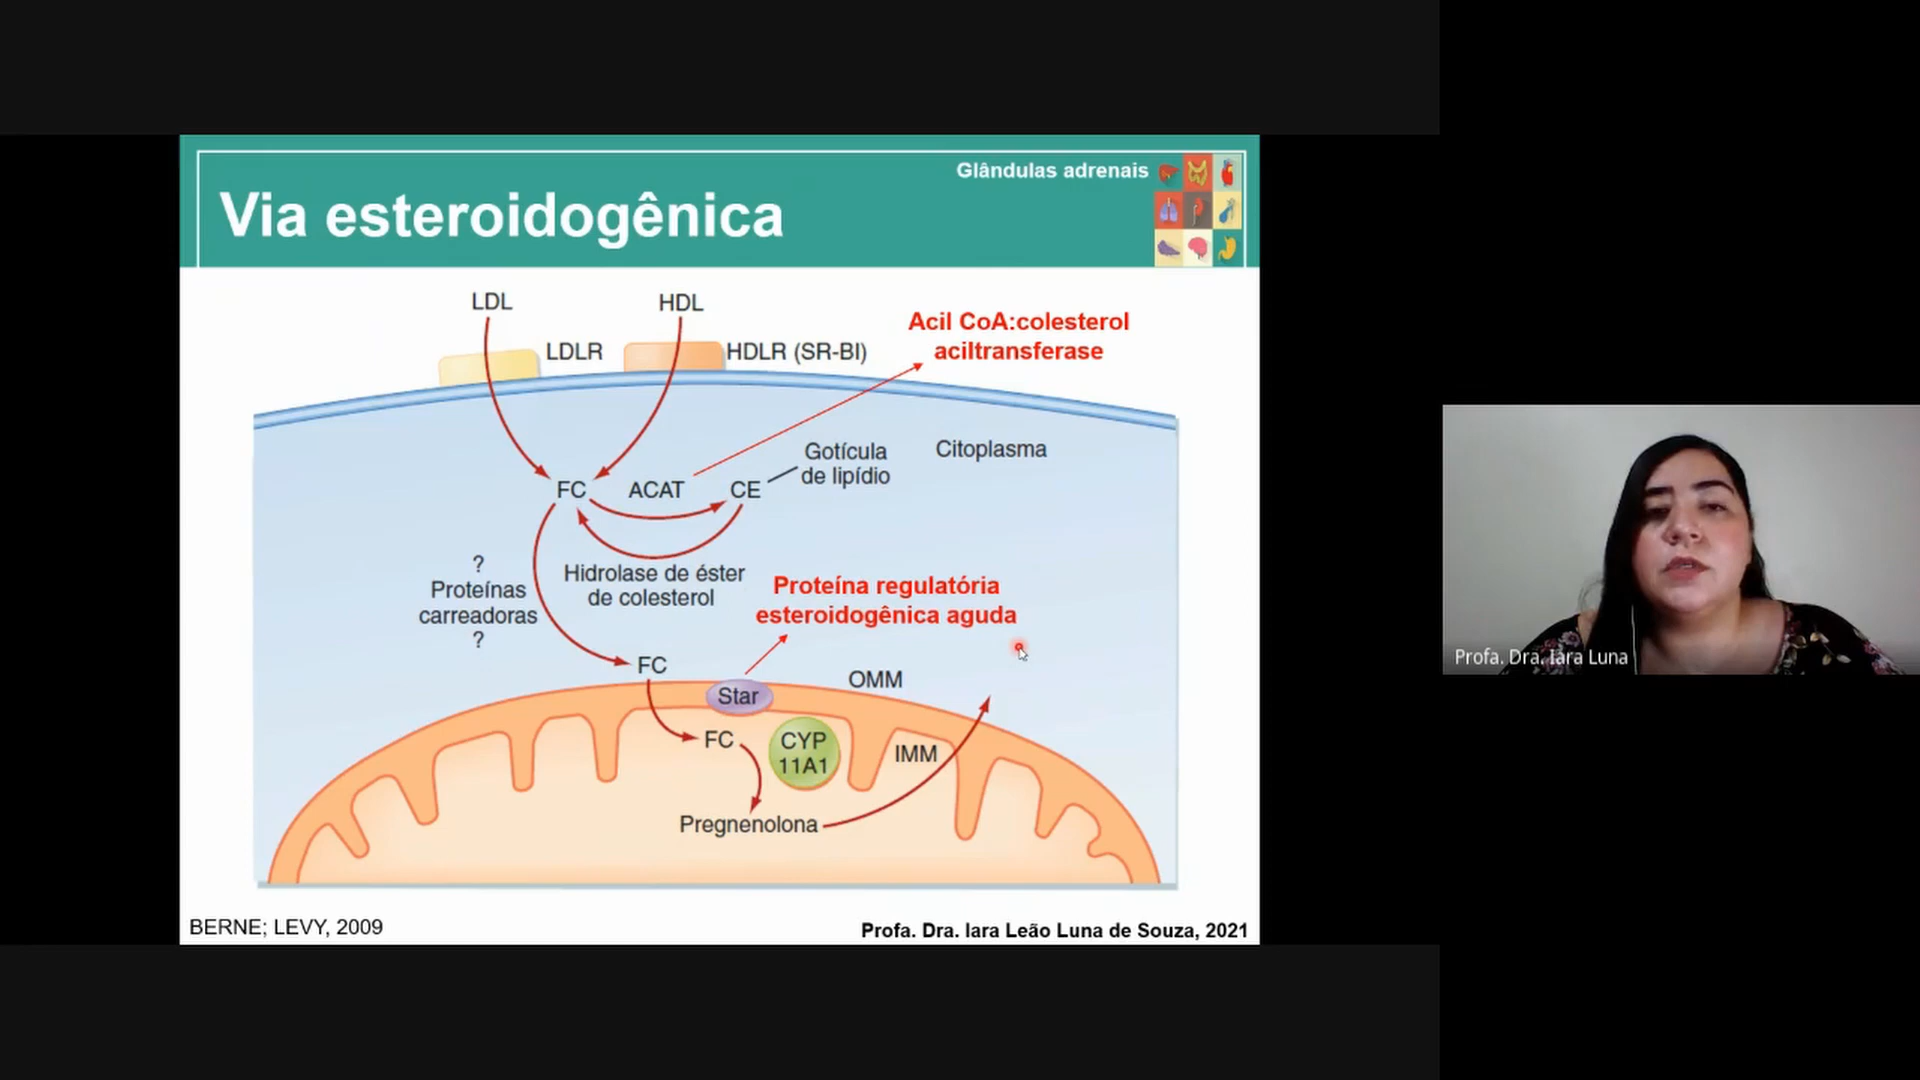 Glândulas adrenais
Via esteroidogênica
LDL
HDL
LDLR
HDLR (SR-BI)
Acil CoA:colesterol
aciltransferase
Gotícula
de lipídio
Citoplasma
FC
ACAT
CE
?
Proteínas
carreadoras
?
Hidrolase de éster
de colesterol
Proteína regulatória
esteroidogênica aguda
FC
Star
OMM
FC
CYP
11A1
IMM
Pregnenolona
BERNE; LEVY, 2009
Profa. Dra. Iara Leão Luna de Souza, 2021
Profa. Dra. Iara Luna